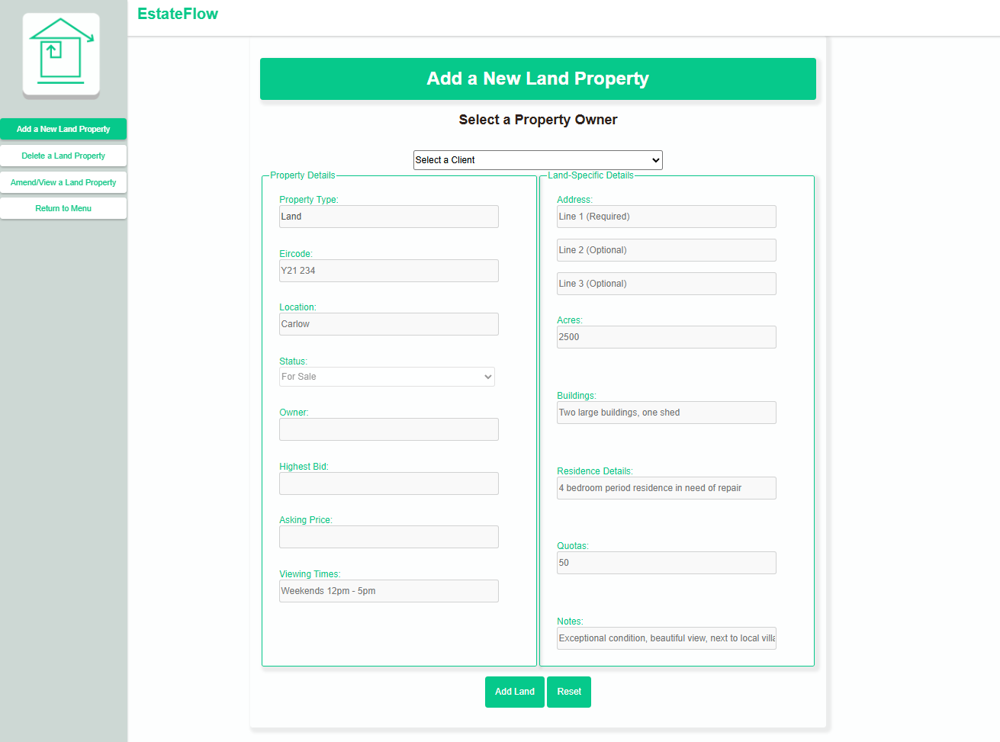 EstateFlow
Add a New Land Property
Delete a Land Property
Amend/View a Land Property
Return to Menu
Add a New Land Property
Select a Property Owner
Select a Client
Property Details
Property Type:
Land
Eircode:
Y21 234
Location:
Carlow
Status:
For Sale
Owner:
Highest Bid:
Asking Price:
Viewing Times:
Weekends 12pm - 5pm
Land-Specific Details
Address:
Line 1 (Required)
Line 2 (Optional)
Line 3 (Optional)
Acres:
2500
Buildings:
Two large buildings, one shed
Residence Details:
4 bedroom period residence in need of repair
Quotas:
50
Notes:
Exceptional condition, beautiful view, next to local villa
Add Land
Reset